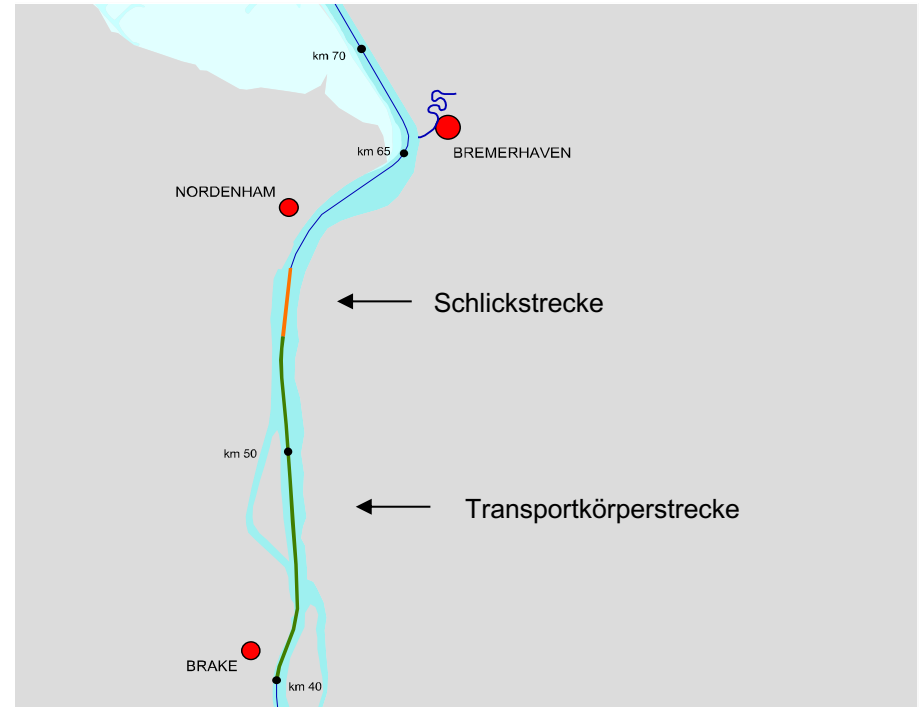 km 70
BREMERHAVEN
km 65
NORDENHAM
Schlickstrecke
km 50
Transportkörperstrecke
BRAKE
km 40